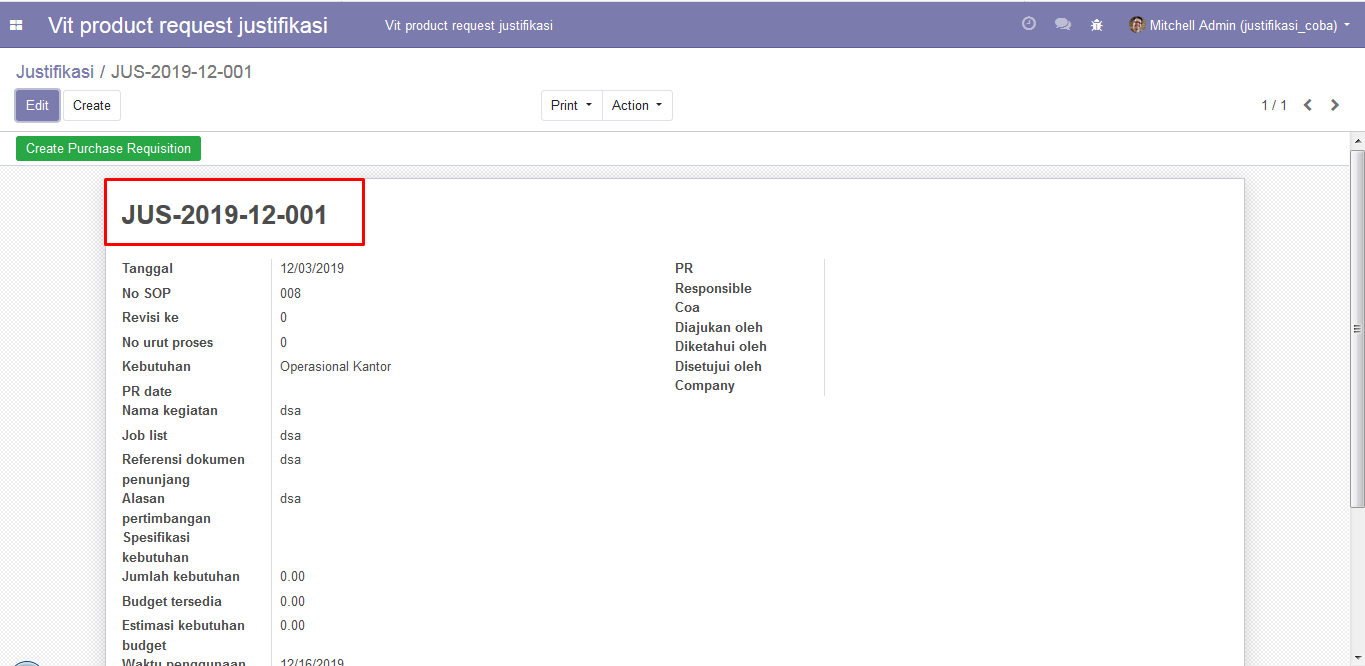 Vit product request justifikasi
Vit product request justifikasi
Mitchell Admin (justifikasi_coba)
Justifikasi / JUS-2019-12-001
Edit
Create
Print
Action
1 / 1
Create Purchase Requisition
JUS-2019-12-001
Tanggal 12/03/2019
No SOP 008
Revisi ke 0
No urut proses 0
Kebutuhan Operasional Kantor
PR date
Nama kegiatan dsa
Job list dsa
Referensi dokumen dsa
penunjang
Alasan dsa
pertimbangan
Spesifikasi
kebutuhan
Jumlah kebutuhan 0.00
Budget tersedia 0.00
Estimasi kebutuhan 0.00
budget
Waktu penggunaan 12/16/2019
PR
Responsible
Coa
Diajukan oleh
Diketahui oleh
Disetujui oleh
Company